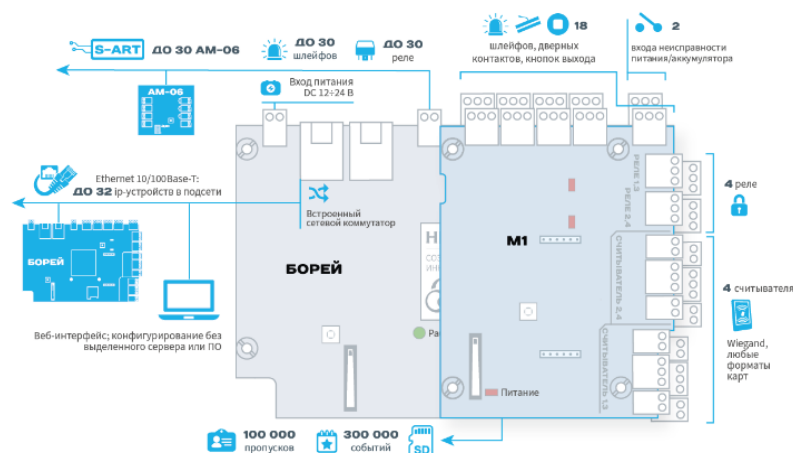 S-ART
ДО 30 АМ-06
ДО 30
шлейфов
ДО 30
реле
18
шлейфов, дверных
контактов, кнопок выхода
2
входа неисправности
питания/аккумулятора
АМ-06
Вход питания
DC 12÷24 В
Ethernet 10/100Base-T:
ДО 32 ip-устройств в подсети
Встроенный
сетевой коммутатор
РЕЛЕ 1.3
РЕЛЕ 2.4
4 реле
БОРЕЙ
БОРЕЙ
М1
СЧИТЫВАТЕЛЬ 2.4
4 считывателя
Wiegand,
любые
форматы
карт
Веб-интерфейс; конфигурирование без
выделенного сервера или ПО
СЧИТЫВАТЕЛЬ 1.3
Питание
100 000
пропусков
300 000
событий
SD